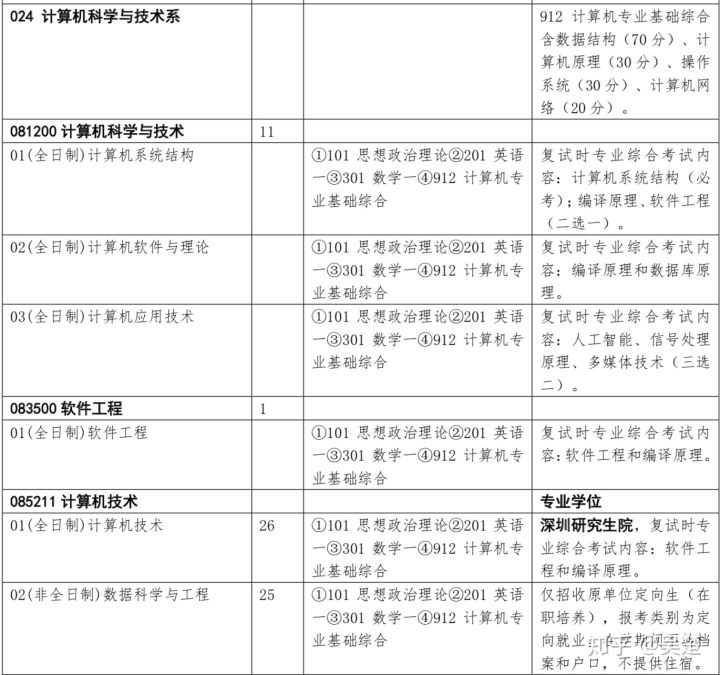 024 计算机科学与技术系
912 计算机专业基础综合
含数据结构（70 分）、计
算机原理（30 分）、操作
系统（30 分）、计算机网
络（20 分）。
081200 计算机科学与技术 11
01(全日制)计算机系统结构
①101 思想政治理论②201 英语
一③301 数学一④912 计算机专
业基础综合
复试时专业综合考试内
容：计算机系统结构（必
考）；编译原理、软件工程
（二选一）。
02(全日制)计算机软件与理论
①101 思想政治理论②201 英语
一③301 数学一④912 计算机专
业基础综合
复试时专业综合考试内
容：编译原理和数据库原
理。
03(全日制)计算机应用技术
①101 思想政治理论②201 英语
一③301 数学一④912 计算机专
业基础综合
复试时专业综合考试内
容：人工智能、信号处理
原理、多媒体技术（三选
二）。
083500 软件工程 1
01(全日制)软件工程
①101 思想政治理论②201 英语
一③301 数学一④912 计算机专
业基础综合
复试时专业综合考试内
容：软件工程和编译原理。
085211 计算机技术 专业学位
01(全日制)计算机技术 26
①101 思想政治理论②201 英语
一③301 数学一④912 计算机专
业基础综合
深圳研究生院，复试时专
业综合考试内容：软件工
程和编译原理。
02(非全日制)数据科学与工程 25
①101 思想政治理论②201 英语
一③301 数学一④912 计算机专
业基础综合
仅招收原单位定向生（在
职培养），报考类别为定
向就业。
档
案和户口，不提供住宿。
知乎